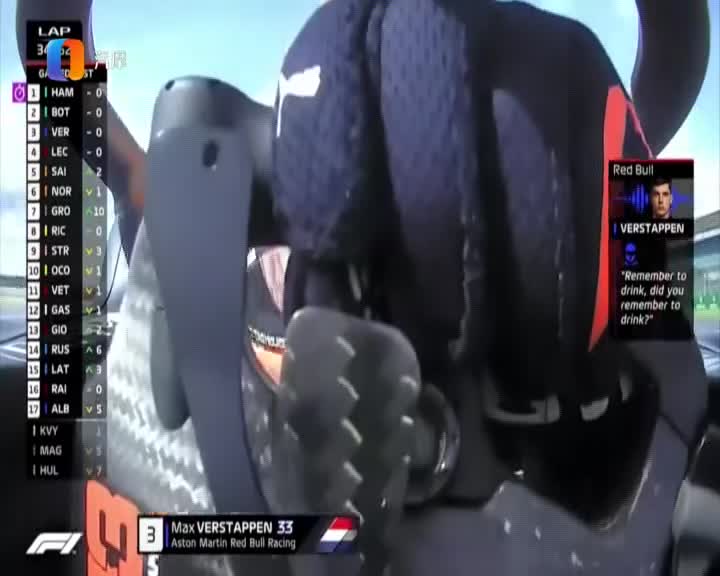 LAP
1 HAM - 0
2 BOT - 0
3 VER - 0
4 LEC - 0
5 SAI 2
6 NOR 1
7 GRO 10
8 RIC - 0
9 STR 3
10 OCO 1
11 VET 1
12 GAS 1
13 GIO 2
14 RUS 6
15 LAT 3
16 RAI - 0
17 ALB 5
KVY
MAG 5
HUL 7
Red Bull
VERSTAPPEN
"Remember to
drink, did you
remember to
drink?"
F1
3 Max VERSTAPPEN 33
Aston Martin Red Bull Racing